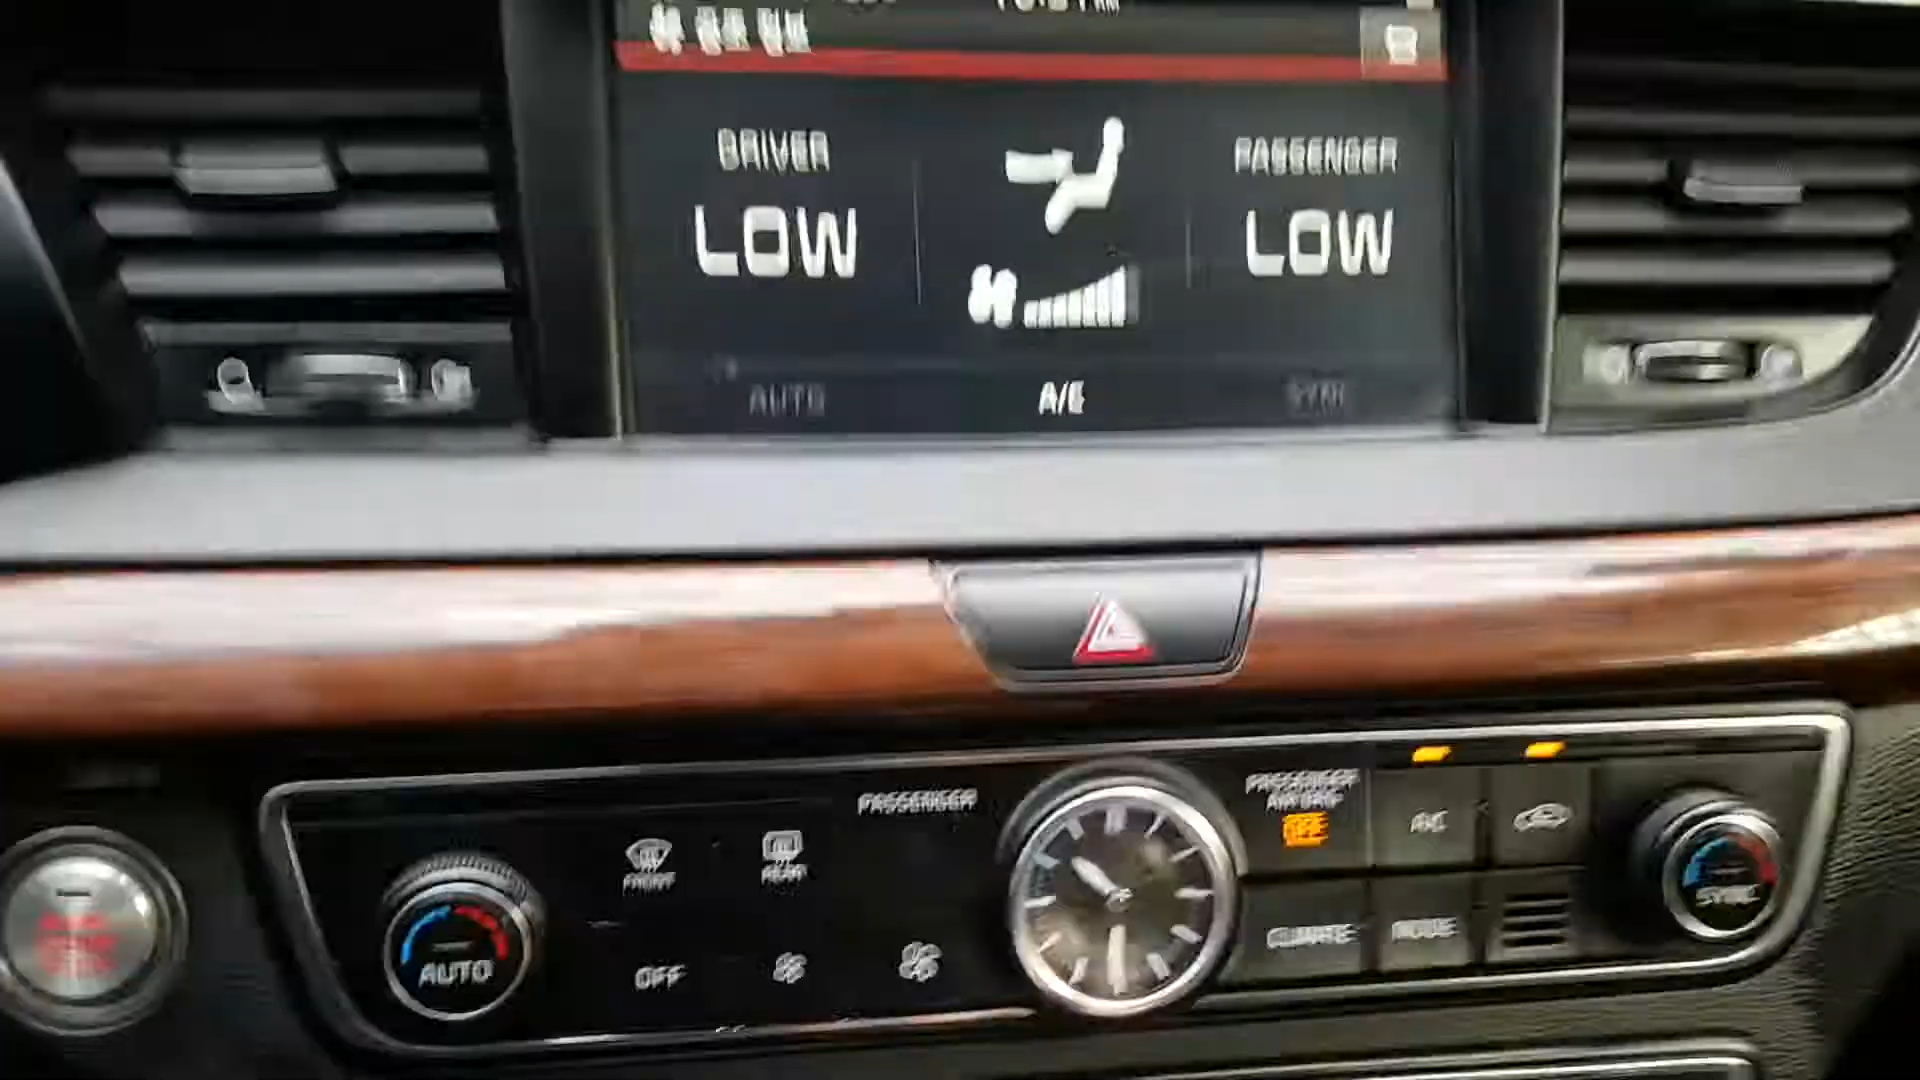 DRIVER
PASSENGER
LOW
LOW
AUTO
A/C
SYNC
PASSENGER
PASSENGER
AIR BAG
OFF
A/C
FRONT
REAR
AUTO
OFF
CLIMATE
MODE
SYNC